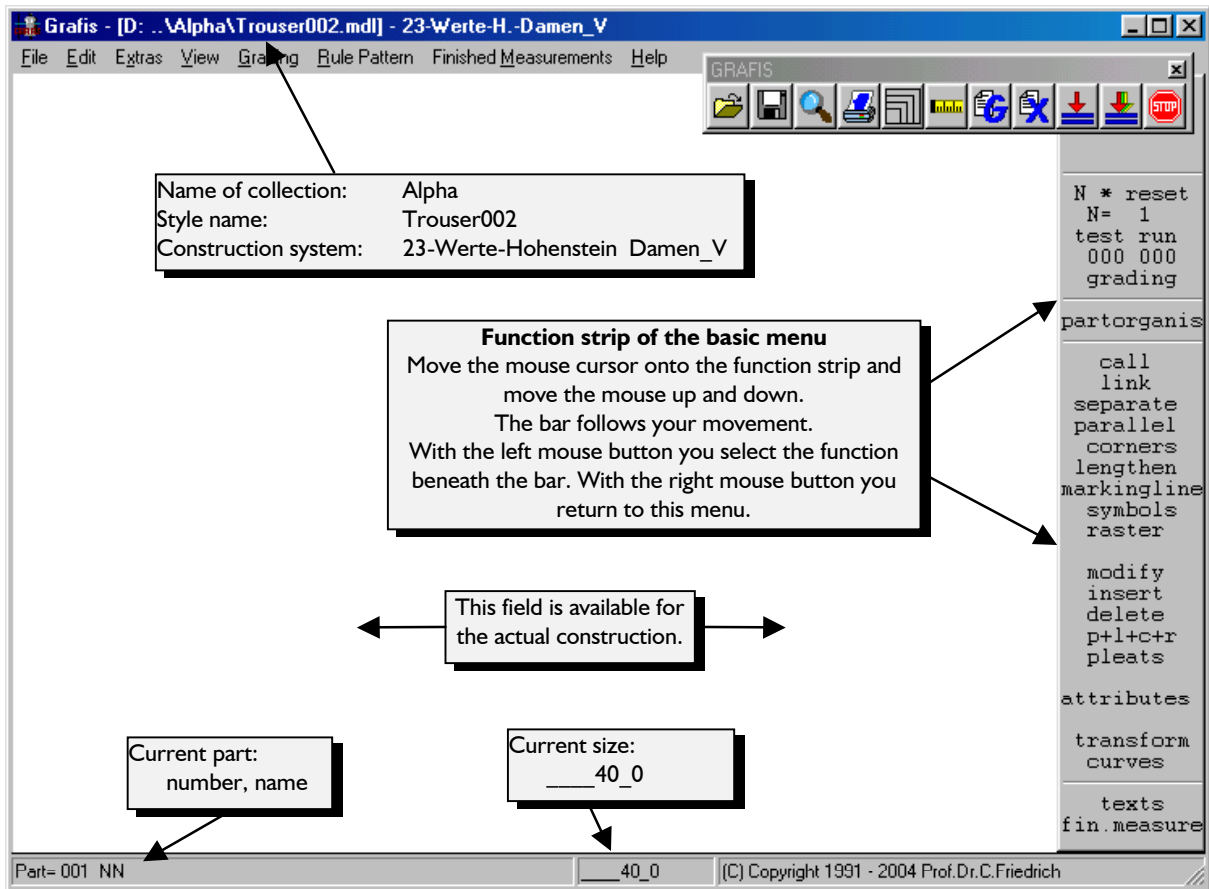 Grafis - [D: ..\Alpha\Trouser002.mdl] - 23-Werte-H.-Damen_V
File Edit Extras View Grading Rule Pattern Finished Measurements Help
GRAFIS
G X STOP
Name of collection: Alpha
Style name: Trouser002
Construction system: 23-Werte-Hohenstein Damen_V
N * reset
N= 1
test run
000 000
grading
partorganis
call
link
separate
parallel
corners
lengthen
markingline
symbols
raster
modify
insert
delete
p+l+c+r
pleats
attributes
transform
curves
texts
fin.measure
Function strip of the basic menu
Move the mouse cursor onto the function strip and
move the mouse up and down.
The bar follows your movement.
With the left mouse button you select the function
beneath the bar. With the right mouse button you
return to this menu.
This field is available for
the actual construction.
Current part:
number, name
Current size:
____40_0
Part= 001 NN
____40_0
(C) Copyright 1991 - 2004 Prof.Dr.C.Friedrich